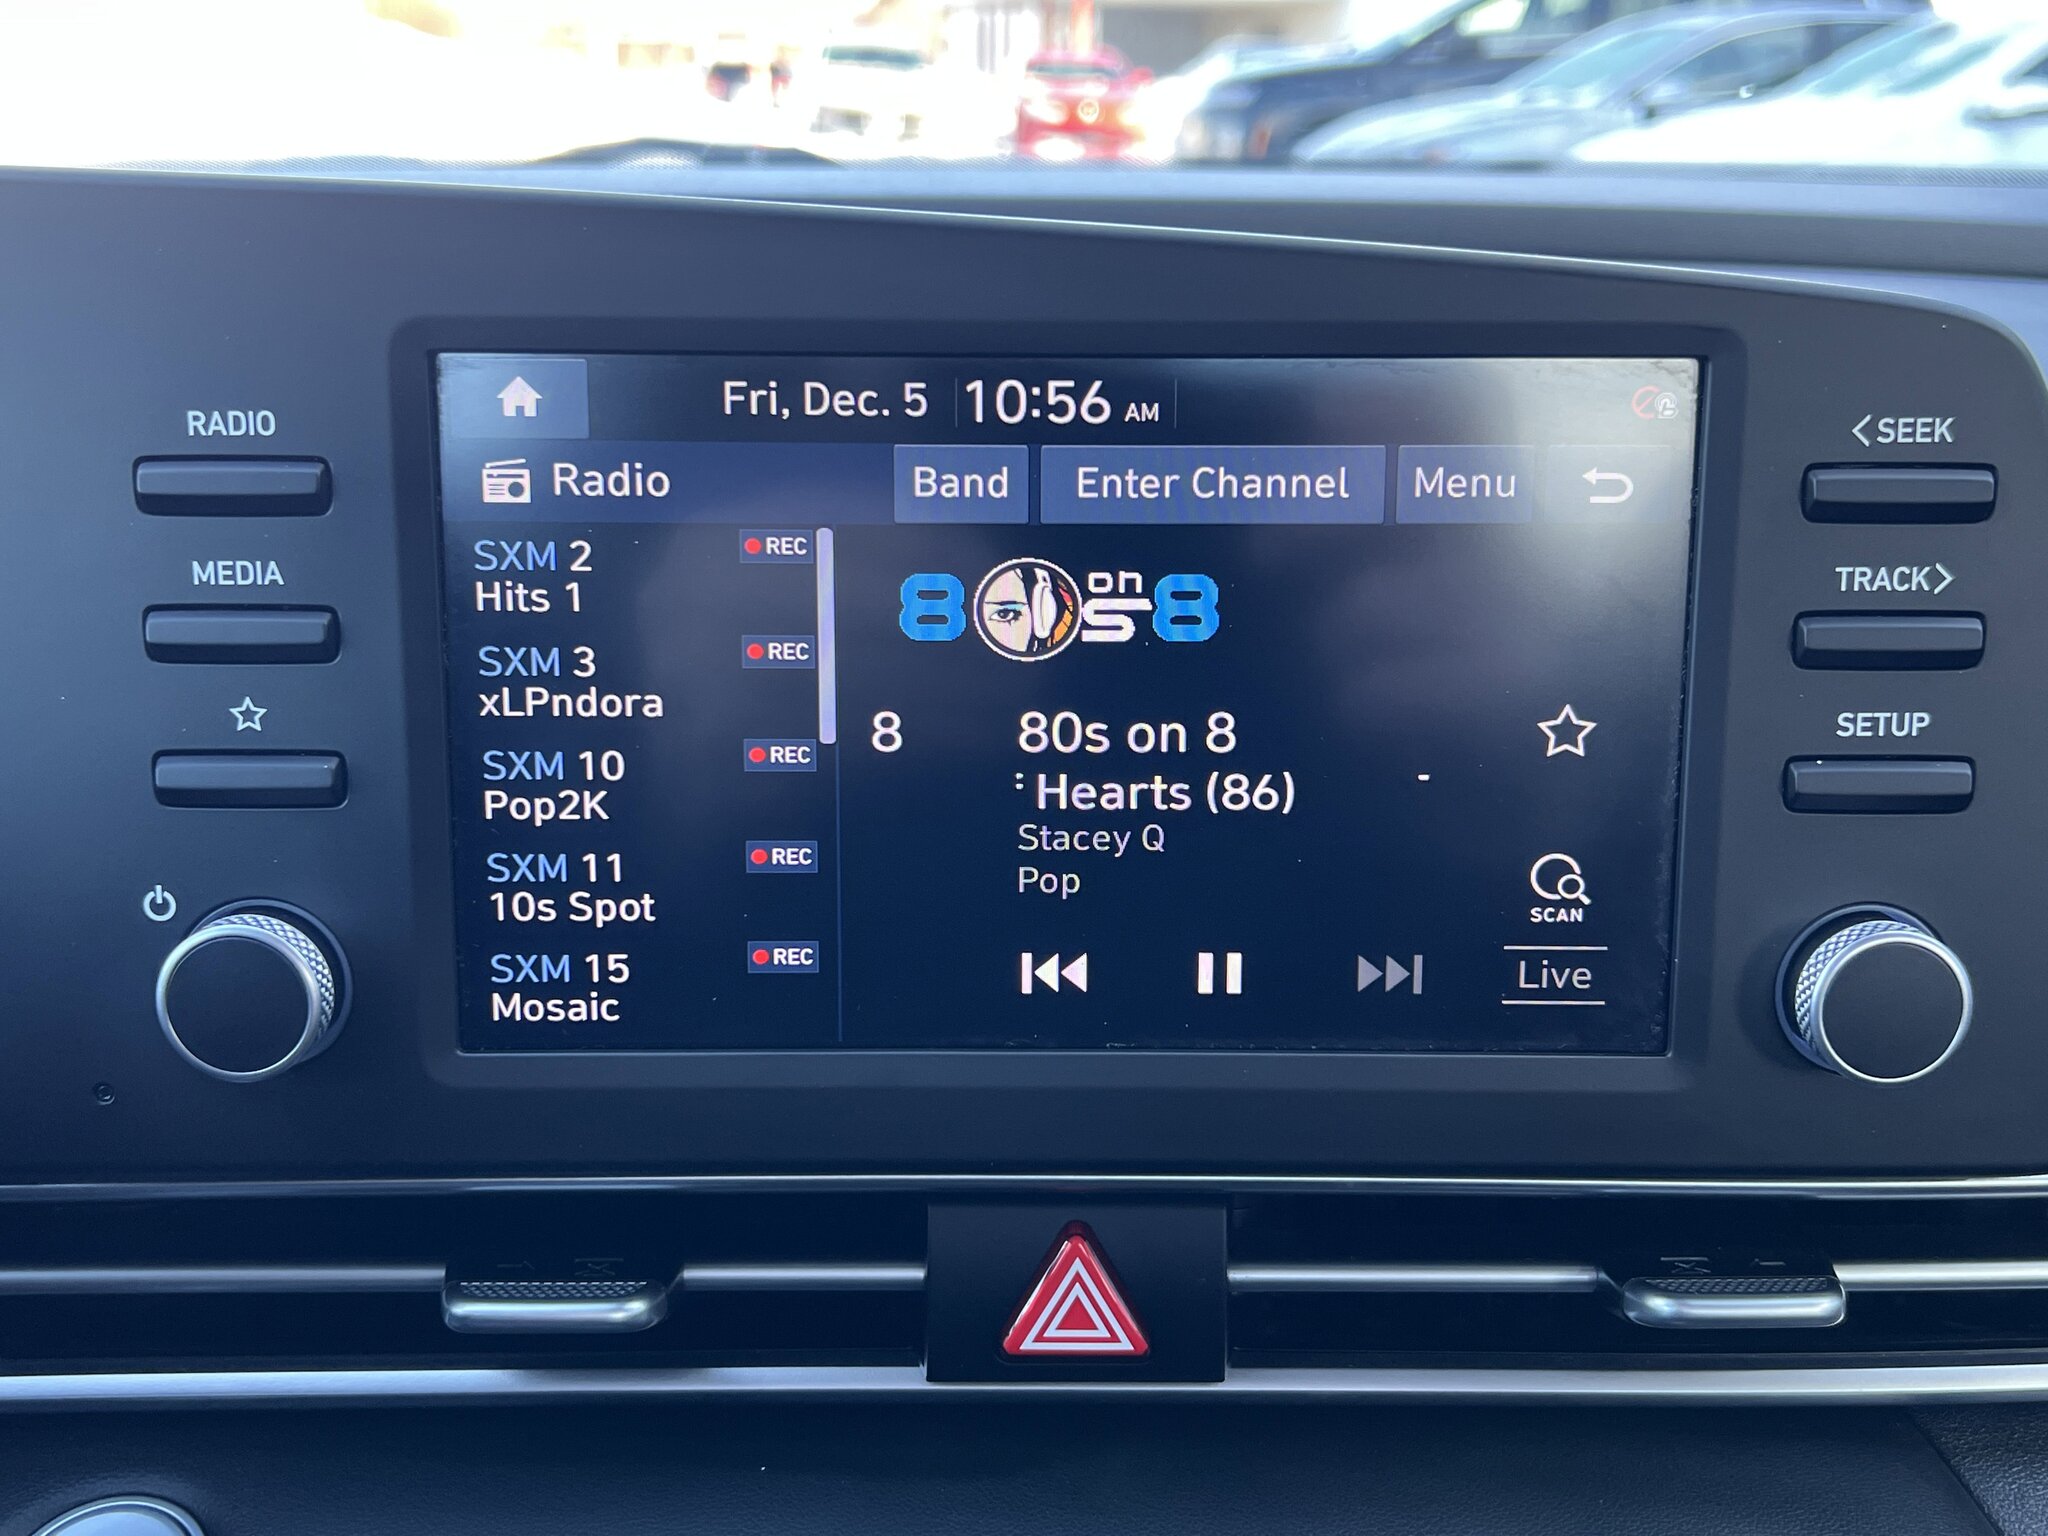 RADIO
MEDIA
Fri, Dec. 5 10:56 AM
Radio
Band
Enter Channel
Menu
SXM 2 REC
Hits 1
SXM 3 REC
xLPndora
SXM 10 REC
Pop2K
SXM 11 REC
10s Spot
SXM 15 REC
Mosaic
80s on 8
8 80s on 8
Hearts (86)
Stacey Q
Pop
SCAN
Live
<SEEK
TRACK>
SETUP